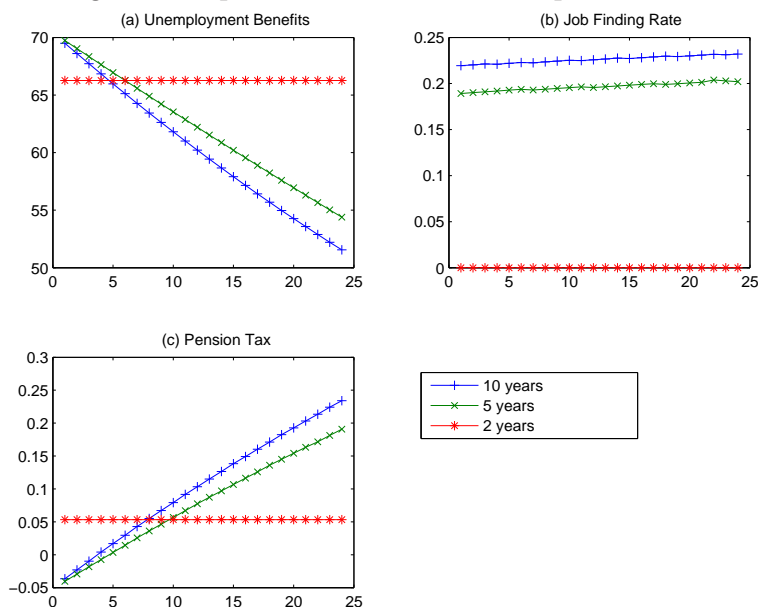 (a) Unemployment Benefits
70
65
60
55
50
0 5 10 15 20 25
(b) Job Finding Rate
0.25
0.2
0.15
0.1
0.05
0
0 5 10 15 20 25
(c) Pension Tax
0.3
0.25
0.2
0.15
0.1
0.05
0
−0.05
0 5 10 15 20 25
10 years
5 years
2 years